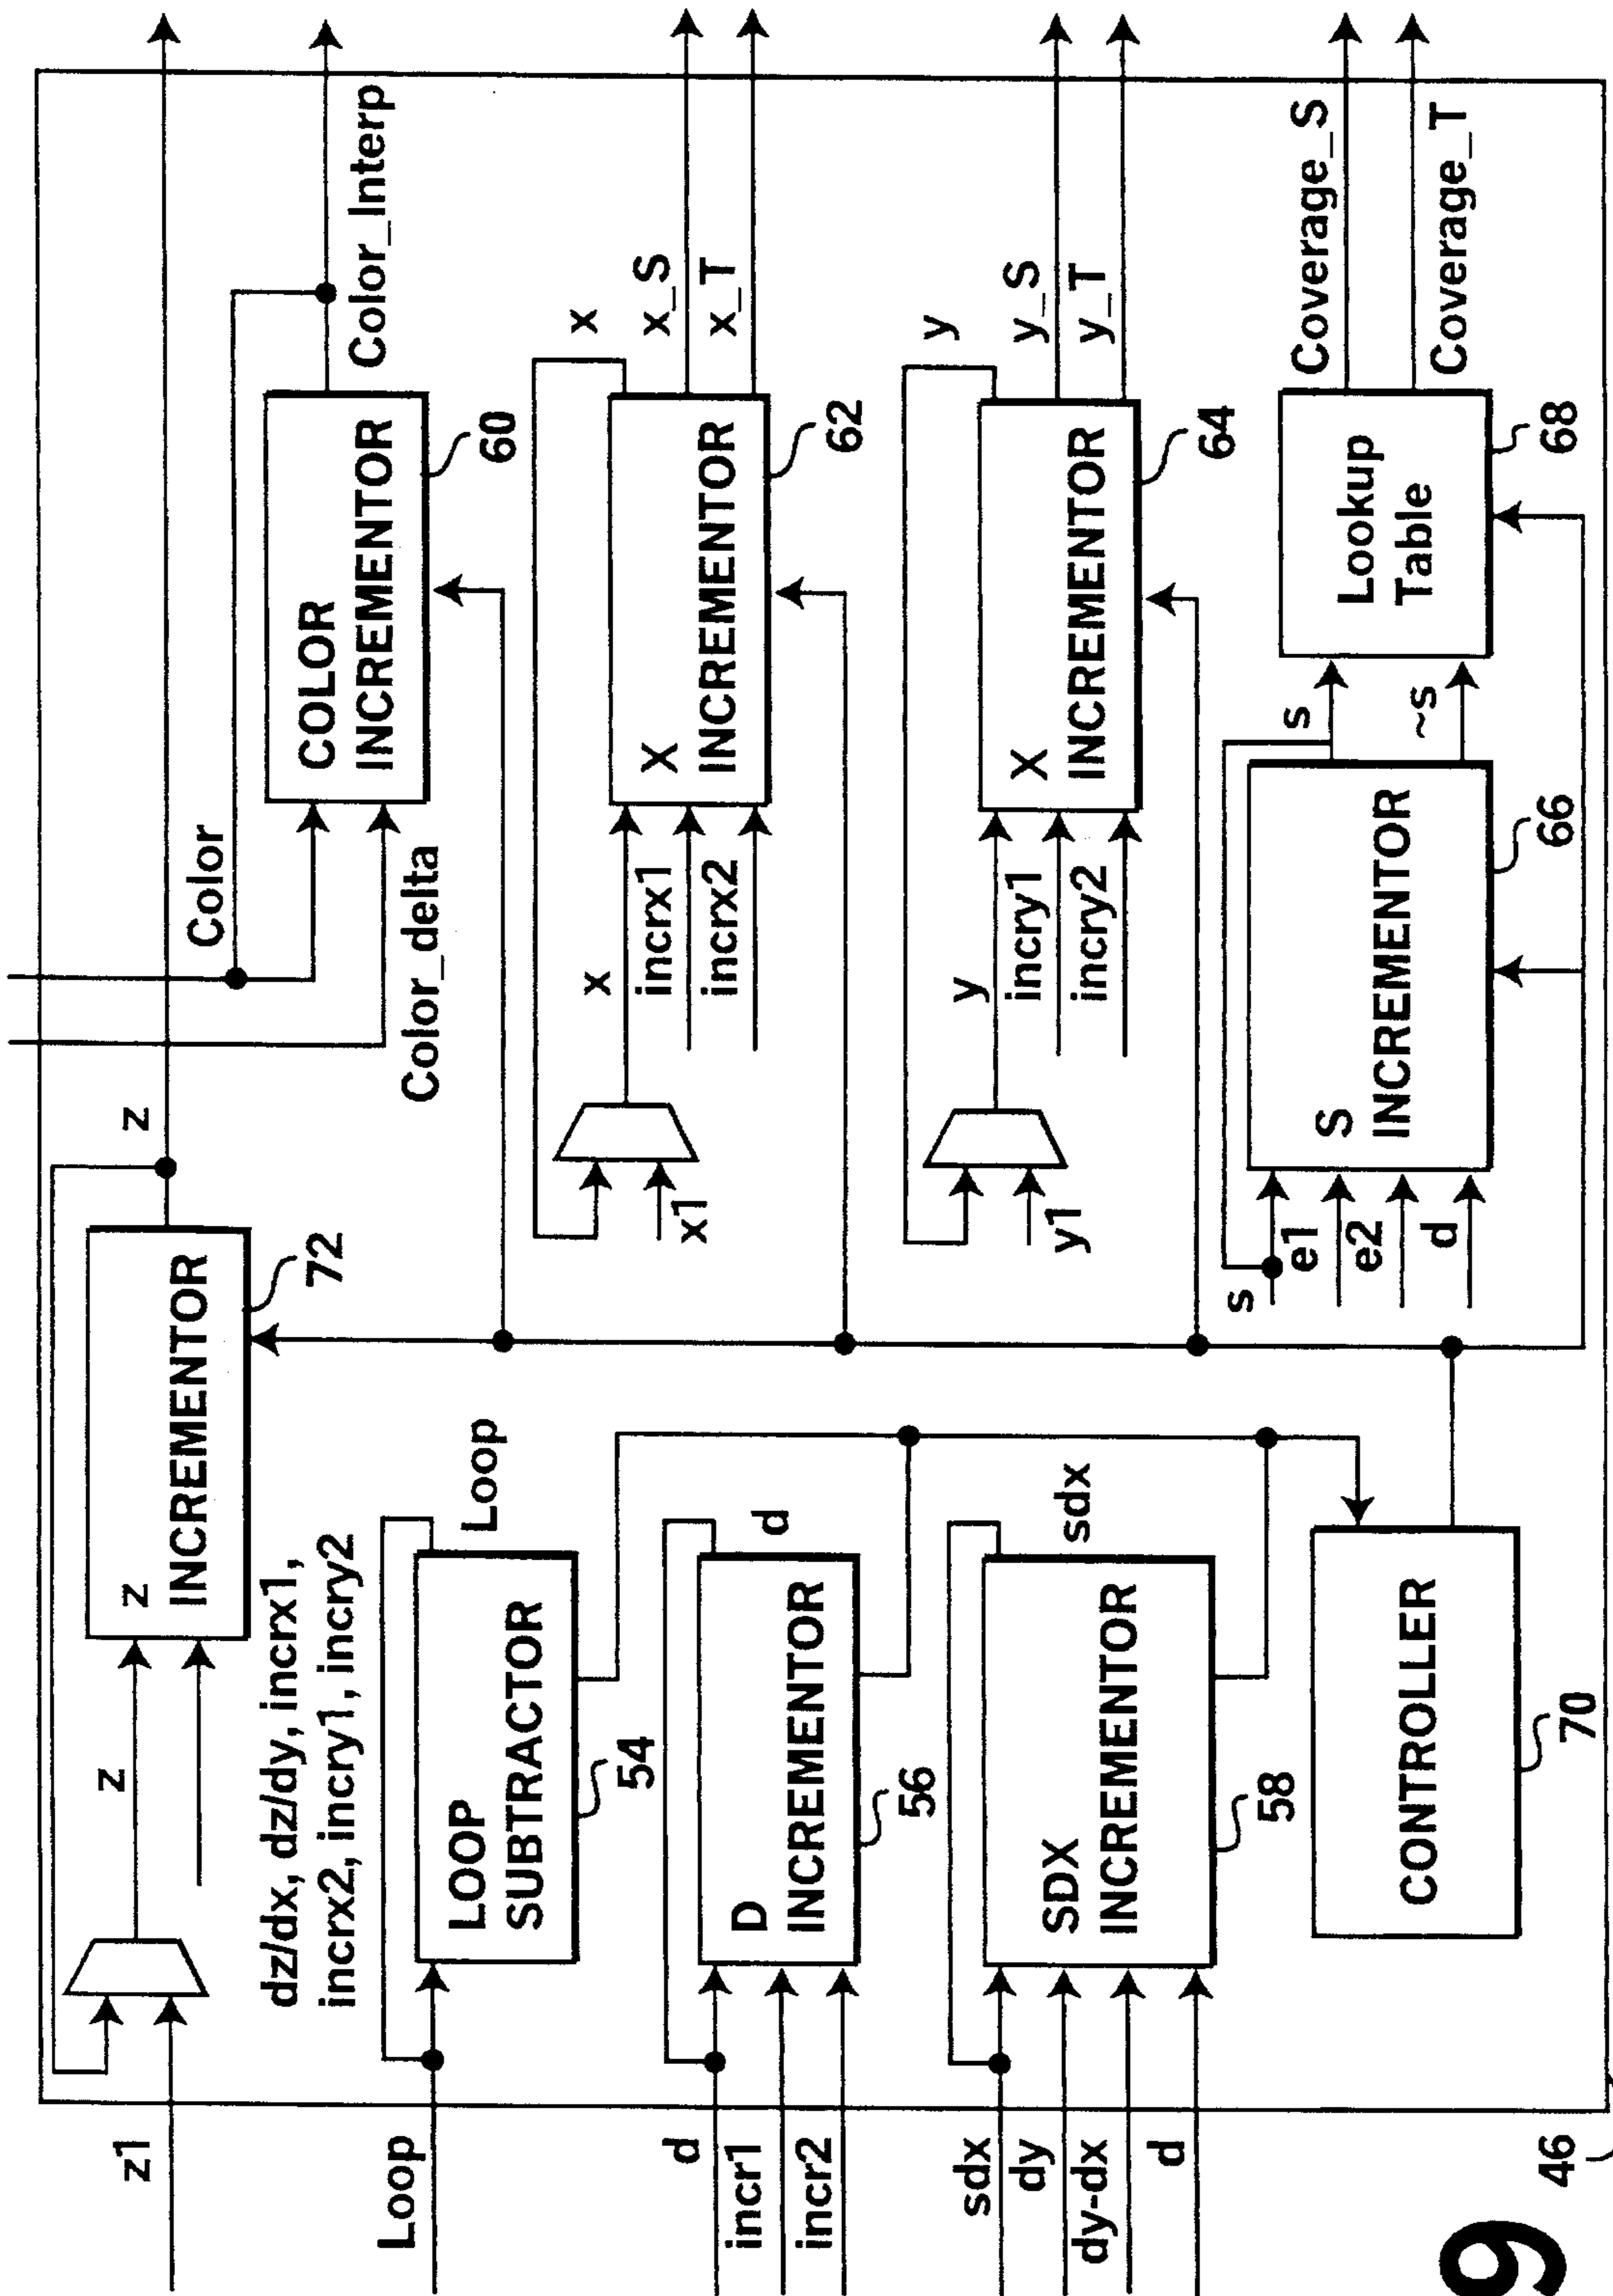 z1
z
z
INCREMENTOR
72
z
dz/dx, dz/dy, incrx1,
incrx2, incry1, incry2
Color
Color_delta
COLOR
INCREMENTOR
60
Color_Interp
Loop
LOOP
SUBTRACTOR
54
Loop
x1
x
incrx1
incrx2
X
INCREMENTOR
62
x
x_S
x_T
d
incr1
incr2
D
INCREMENTOR
56
d
y1
y
incry1
incry2
X
INCREMENTOR
64
y
y_S
y_T
sdx
dy
dy-dx
d
SDX
INCREMENTOR
58
sdx
s
e1
e2
d
S
INCREMENTOR
66
s
~s
Lookup
Table
68
Coverage_S
Coverage_T
CONTROLLER
70
46
9